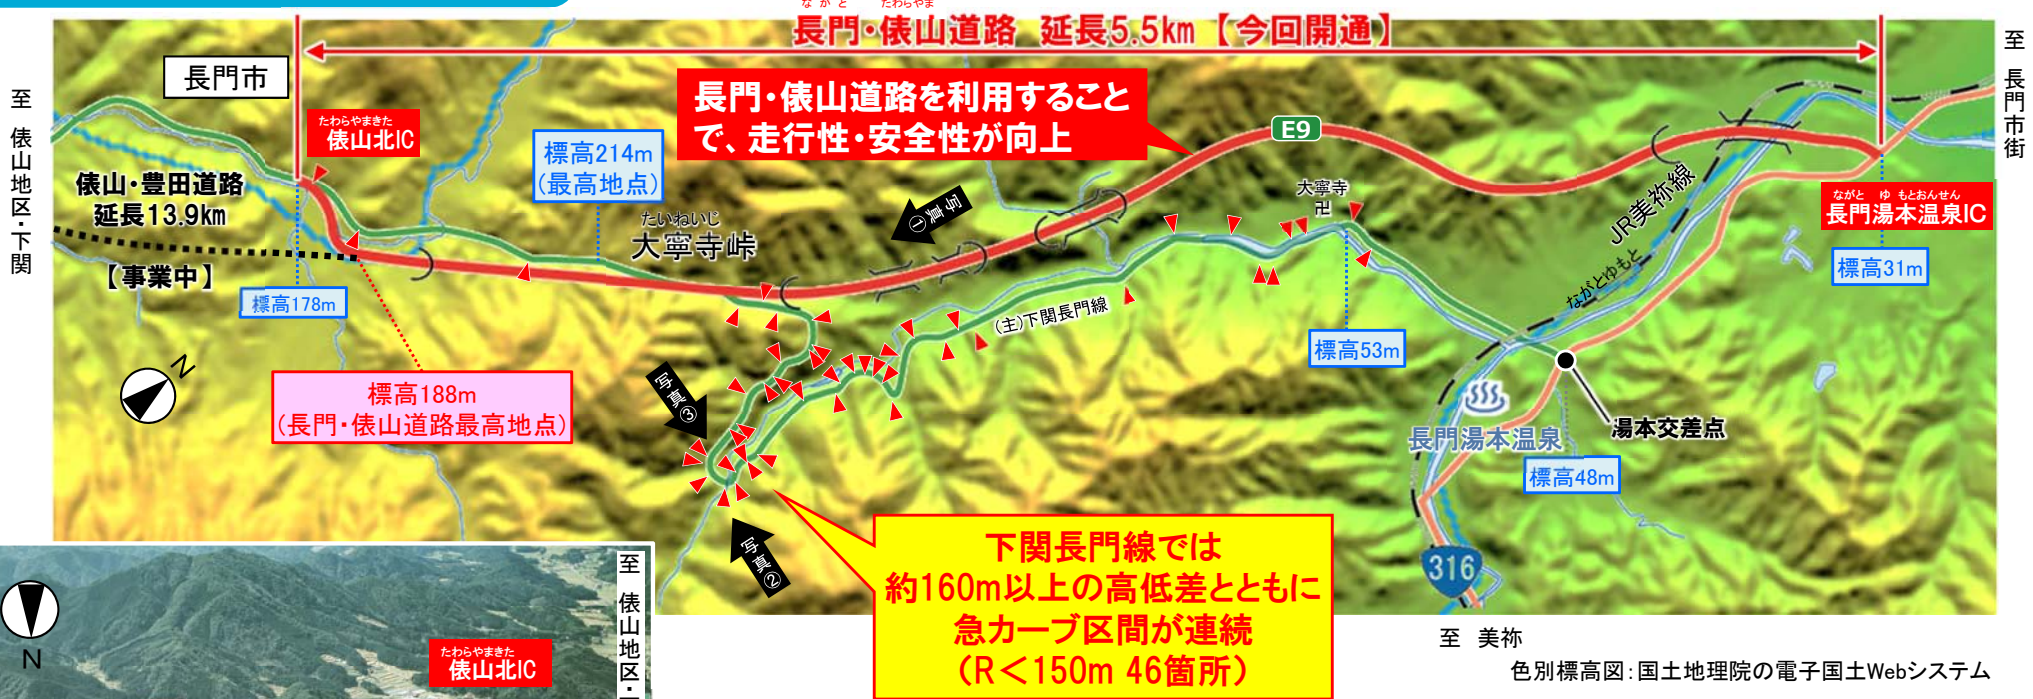 ながと たわらやま
長門・俵山道路 延長5.5km【今回開通】
至 長門市街
至 俵山地区・下関
長門市
たわらやまきた
俵山北IC
長門・俵山道路を利用すること
で、走行性・安全性が向上
E9
標高214m
(最高地点)
俵山・豊田道路
延長13.9km
【事業中】
標高178m
たいねいじ
大寧寺峠
写真①
大寧寺
卍
JR美祢線
ながとゆもと
ながと ゆもとおんせん
長門湯本温泉IC
標高31m
(主)下関長門線
標高53m
N
標高188m
(長門・俵山道路最高地点)
写真③
写真②
長門湯本温泉
湯本交差点
標高48m
316
下関長門線では
約160m以上の高低差とともに
急カーブ区間が連続
(R<150m 46箇所)
至 美祢
色別標高図:国土地理院の電子国土Webシステム
N
たわらやまきた
俵山北IC
至 俵山地区・